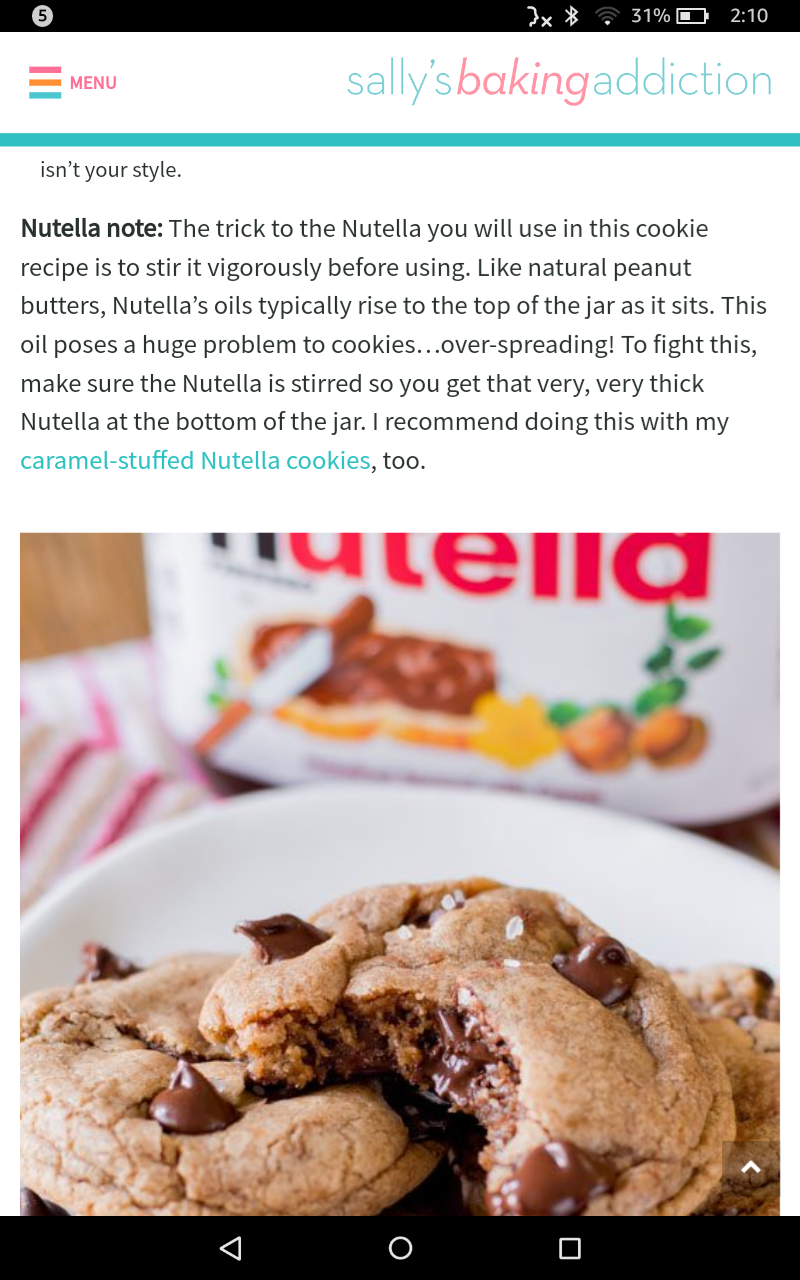 5
31%
2:10
MENU
sally's baking addiction
isn’t your style.
Nutella note: The trick to the Nutella you will use in this cookie
recipe is to stir it vigorously before using. Like natural peanut
butters, Nutella’s oils typically rise to the top of the jar as it sits. This
oil poses a huge problem to cookies…over-spreading! To fight this,
make sure the Nutella is stirred so you get that very, very thick
Nutella at the bottom of the jar. I recommend doing this with my
caramel-stuffed Nutella cookies, too.
nutella